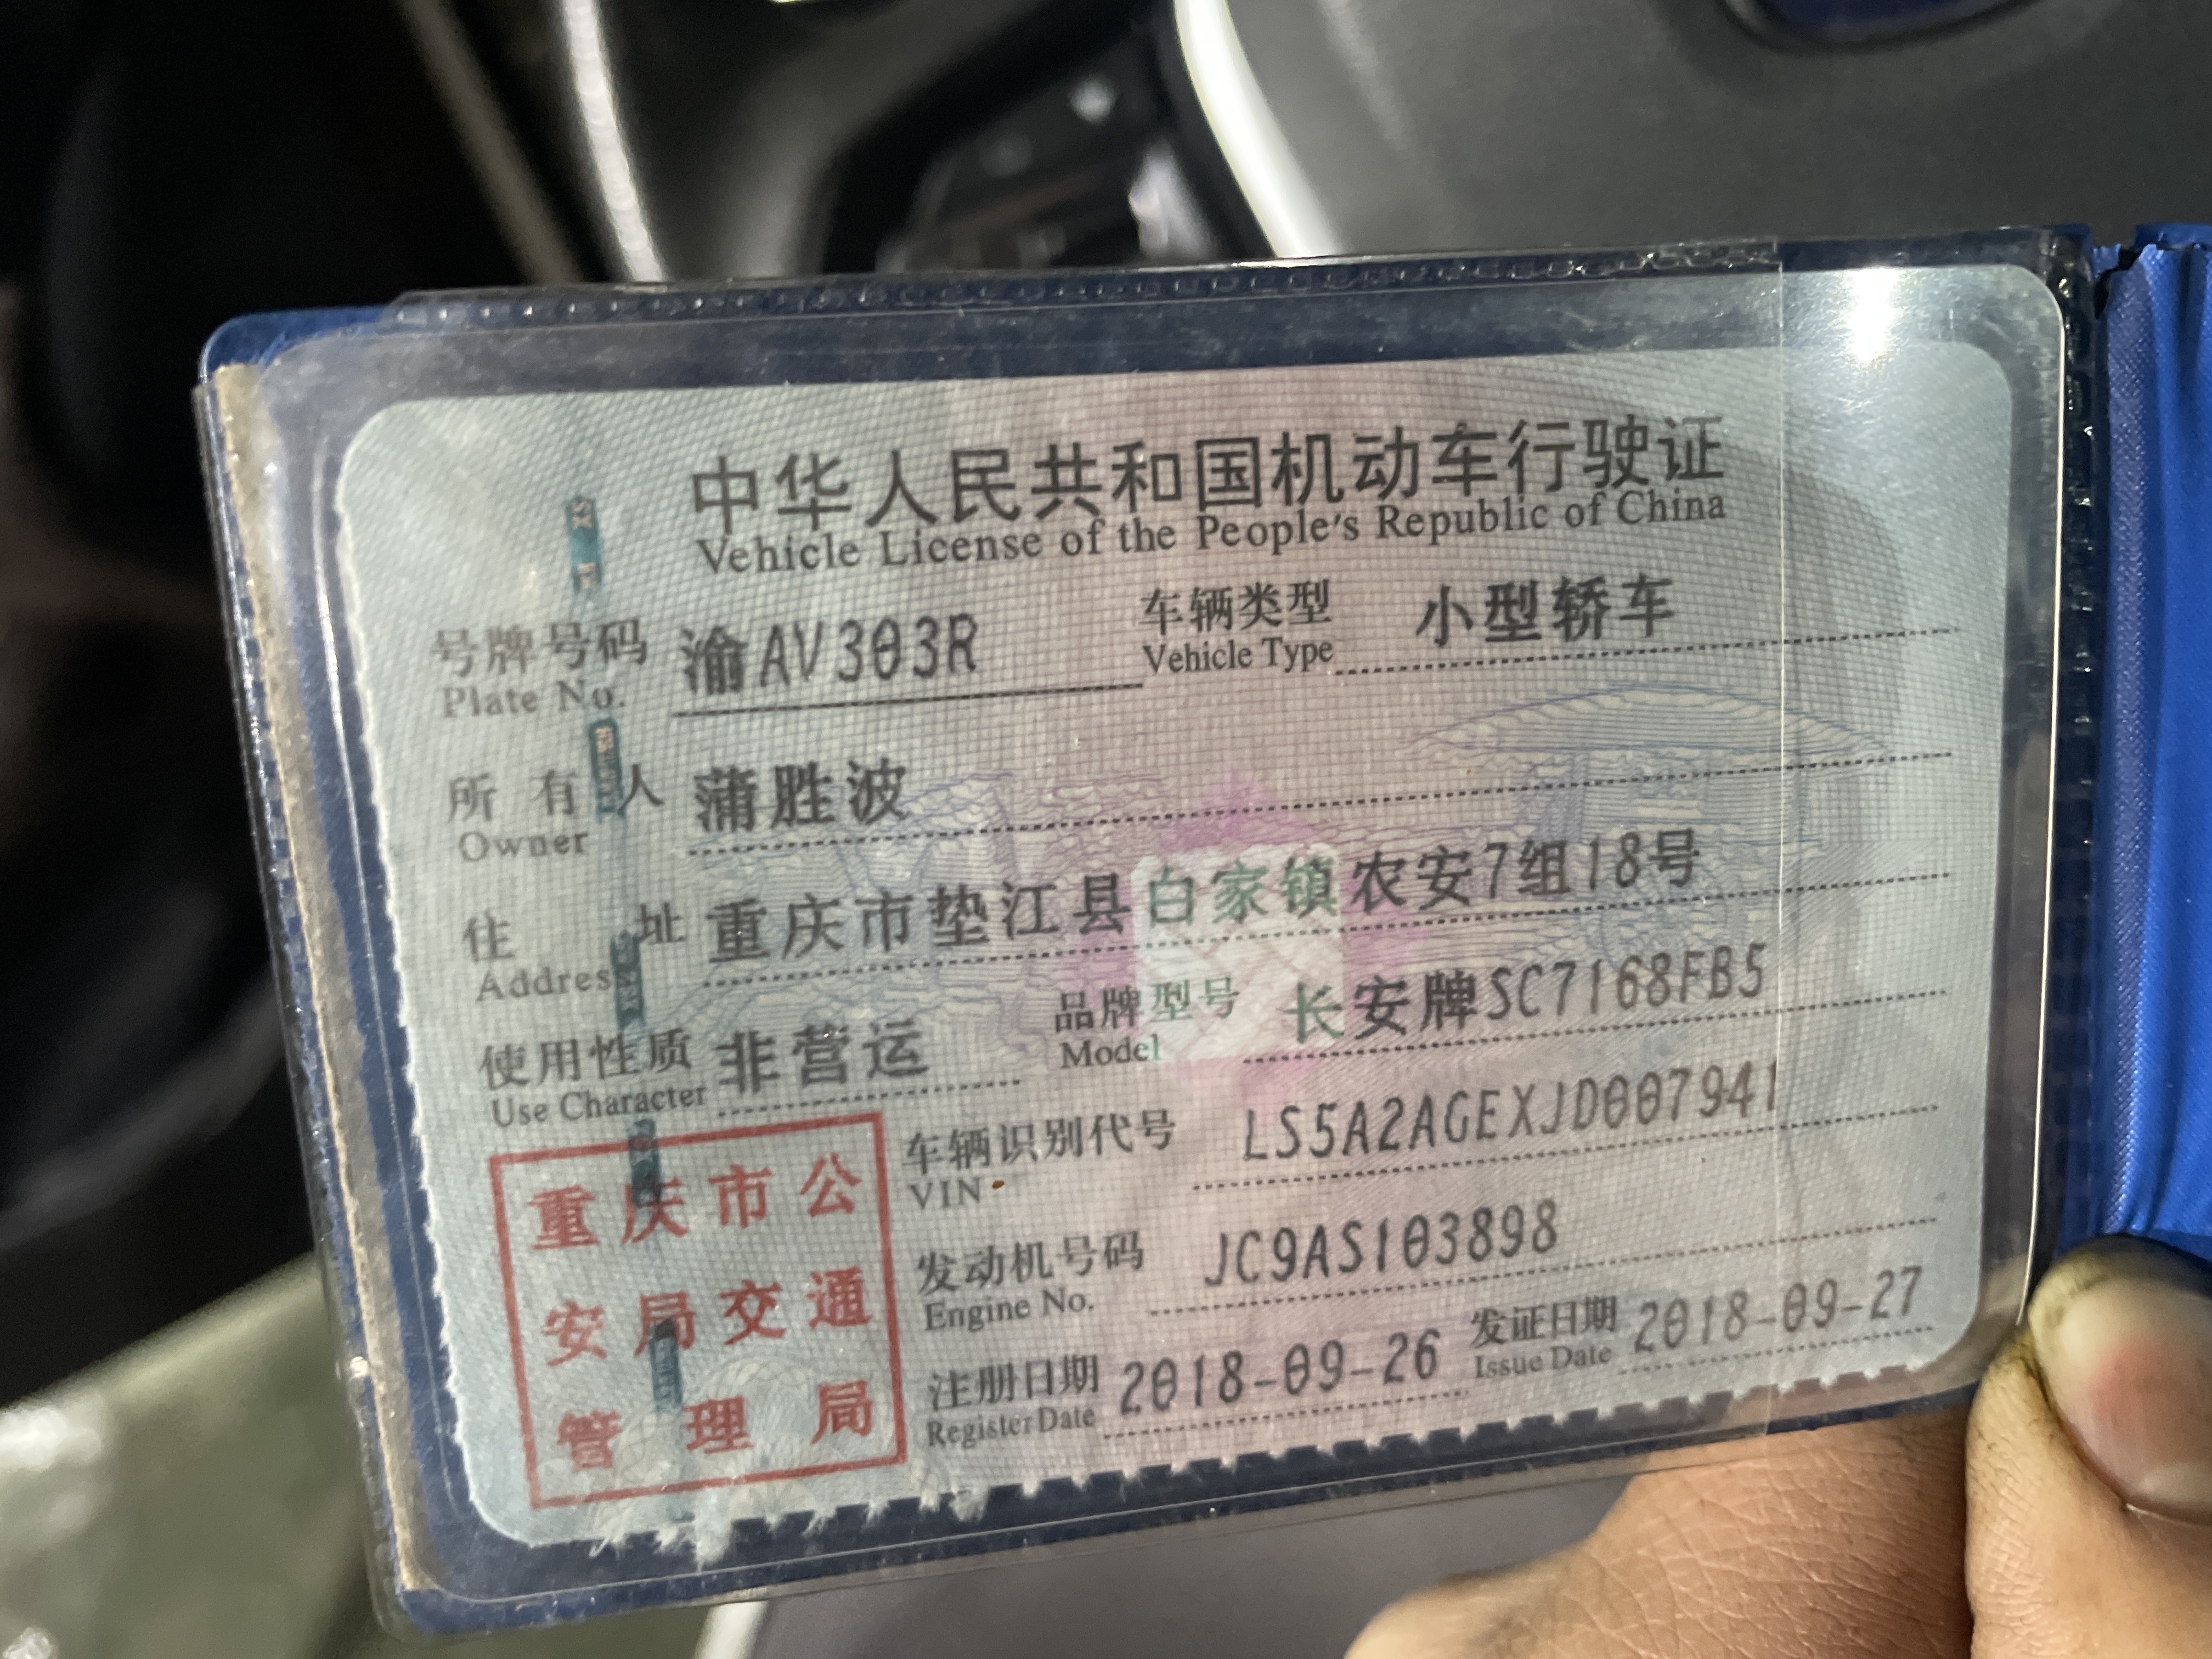 中华人民共和国机动车行驶证
Vehicle License of the People's Republic of China
号牌号码 渝AV303R 车辆类型 小型轿车
Plate No. Vehicle Type
所有人 蒲胜波
Owner
住址 重庆市垫江县白家镇农安7组18号
Address
使用性质 非营运 品牌型号 长安牌SC7168FB5
Use Character Model
车辆识别代号 LS5A2AGEXJD007941
VIN
发动机号码 JC9AS103898
Engine No.
注册日期 2018-09-26 发证日期 2018-09-27
Register Date Issue Date
重庆市公
安局交通
管理局